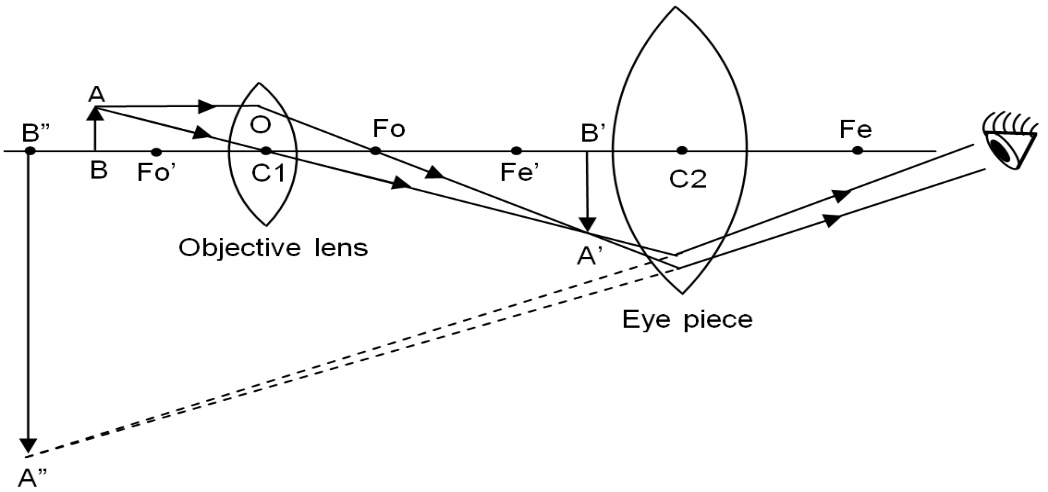 A
B”
O
Fo
B’
Fe
B
Fo’
C1
Fe’
C2
Objective lens
A’
Eye piece
A”